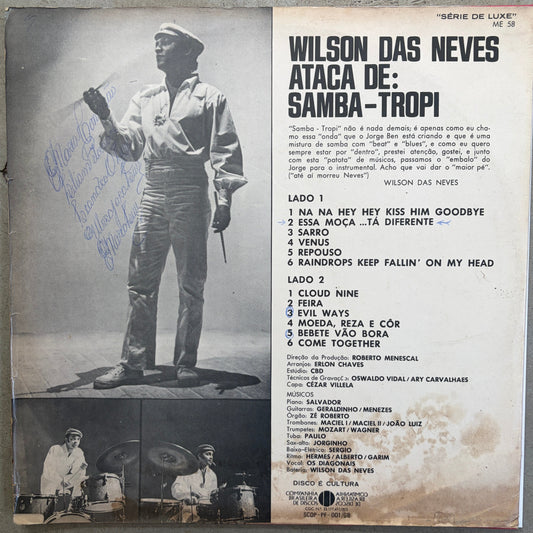 "SÉRIE DE LUXE"
ME 58
WILSON DAS NEVES
ATACA DE:
SAMBA-TROPI
"Samba - Tropi" não é nada demais; é apenas como eu cha-
mo essa "onda" que o Jorge Ben está criando e que é uma
mistura de samba com "beat" e "blues", e como eu quero
sempre estar por "dentro", prestei atenção, gostei, e junto
com esta "patota" de músicos, passamos o "embalo" do
Jorge para o instrumental. Acho que vai dar o "maior pé".
("até aí morreu Neves")
WILSON DAS NEVES
LADO 1
1 NA NA HEY HEY KISS HIM GOODBYE
2 ESSA MOÇA ...TÁ DIFERENTE
3 SARRO
4 VENUS
5 REPOUSO
6 RAINDROPS KEEP FALLIN' ON MY HEAD
LADO 2
1 CLOUD NINE
2 FEIRA
3 EVIL WAYS
4 MOEDA, REZA E CÔR
5 BEBETE VÃO BORA
6 COME TOGETHER
Direção da Produção: ROBERTO MENESCAL
Arranjos: ERLON CHAVES
Estúdio: CBD
Técnicos de Gravação: OSWALDO VIDAL/ARY CARVALHAES
Capa: CÉZAR VILLELA
MÚSICOS
Piano: SALVADOR
Guitarras: GERALDINHO/MENEZES
Órgão: ZÉ ROBERTO
Trombones: MACIEL I/MACIEL II/JOÃO LUIZ
Trumpetes: MOZART/WAGNER
Tuba: PAULO
Sax-alto: JORGINHO
Baixo-Elétrico: SERGIO
Ritmo: HERMES/ALBERTO/GARIM
Vocal: OS DIAGONAIS
Bateria: WILSON DAS NEVES
DISCO É CULTURA
COMPANHIA
BRASILEIRA
DE DISCOS
SCDP-PF-001/GB